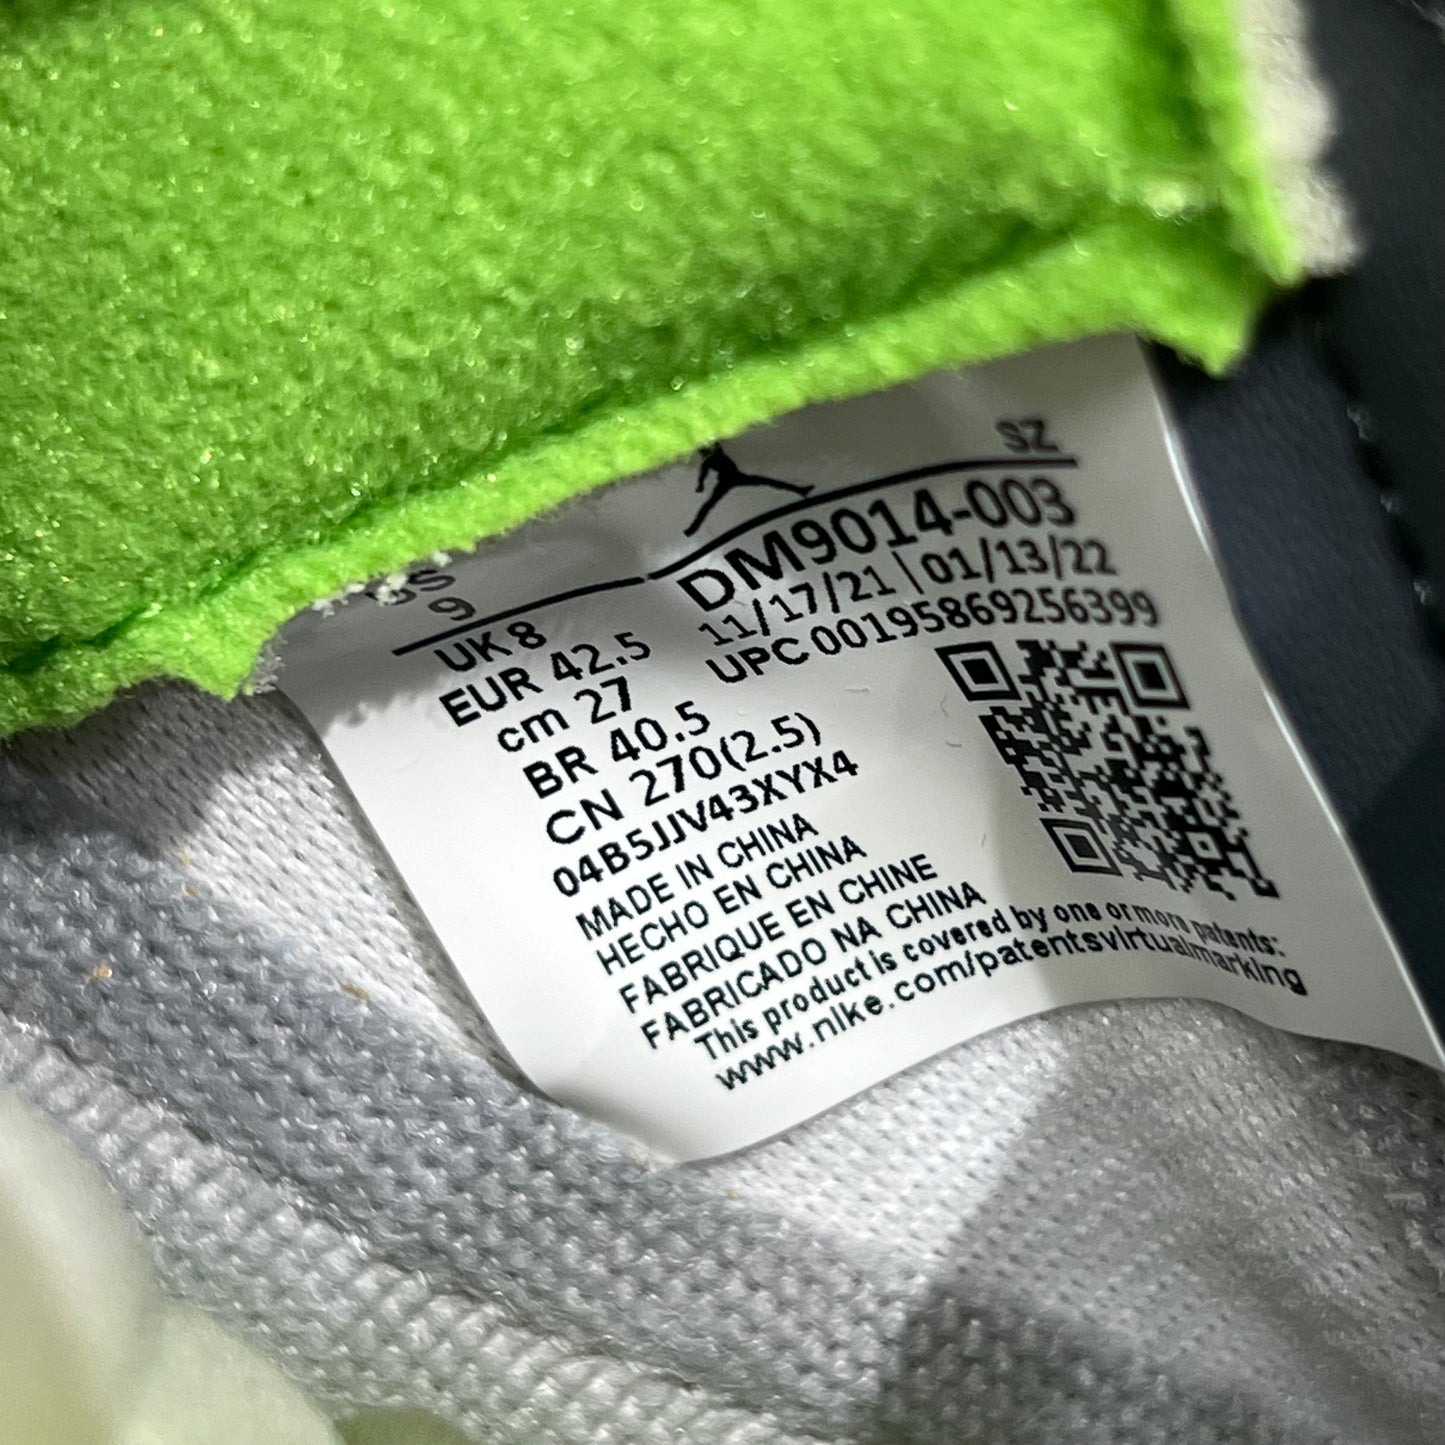 SZ
US
9
DM9014-003
11/17/21 | 01/13/22
UPC 00195869256399
UK 8
EUR 42.5
cm 27
BR 40.5
CN 270(2.5)
04B5JJV43XYX4
MADE IN CHINA
HECHO EN CHINA
FABRIQUE EN CHINE
FABRICADO NA CHINA
This product is covered by one or more patents:
www.nike.com/patentsvirtualmarking